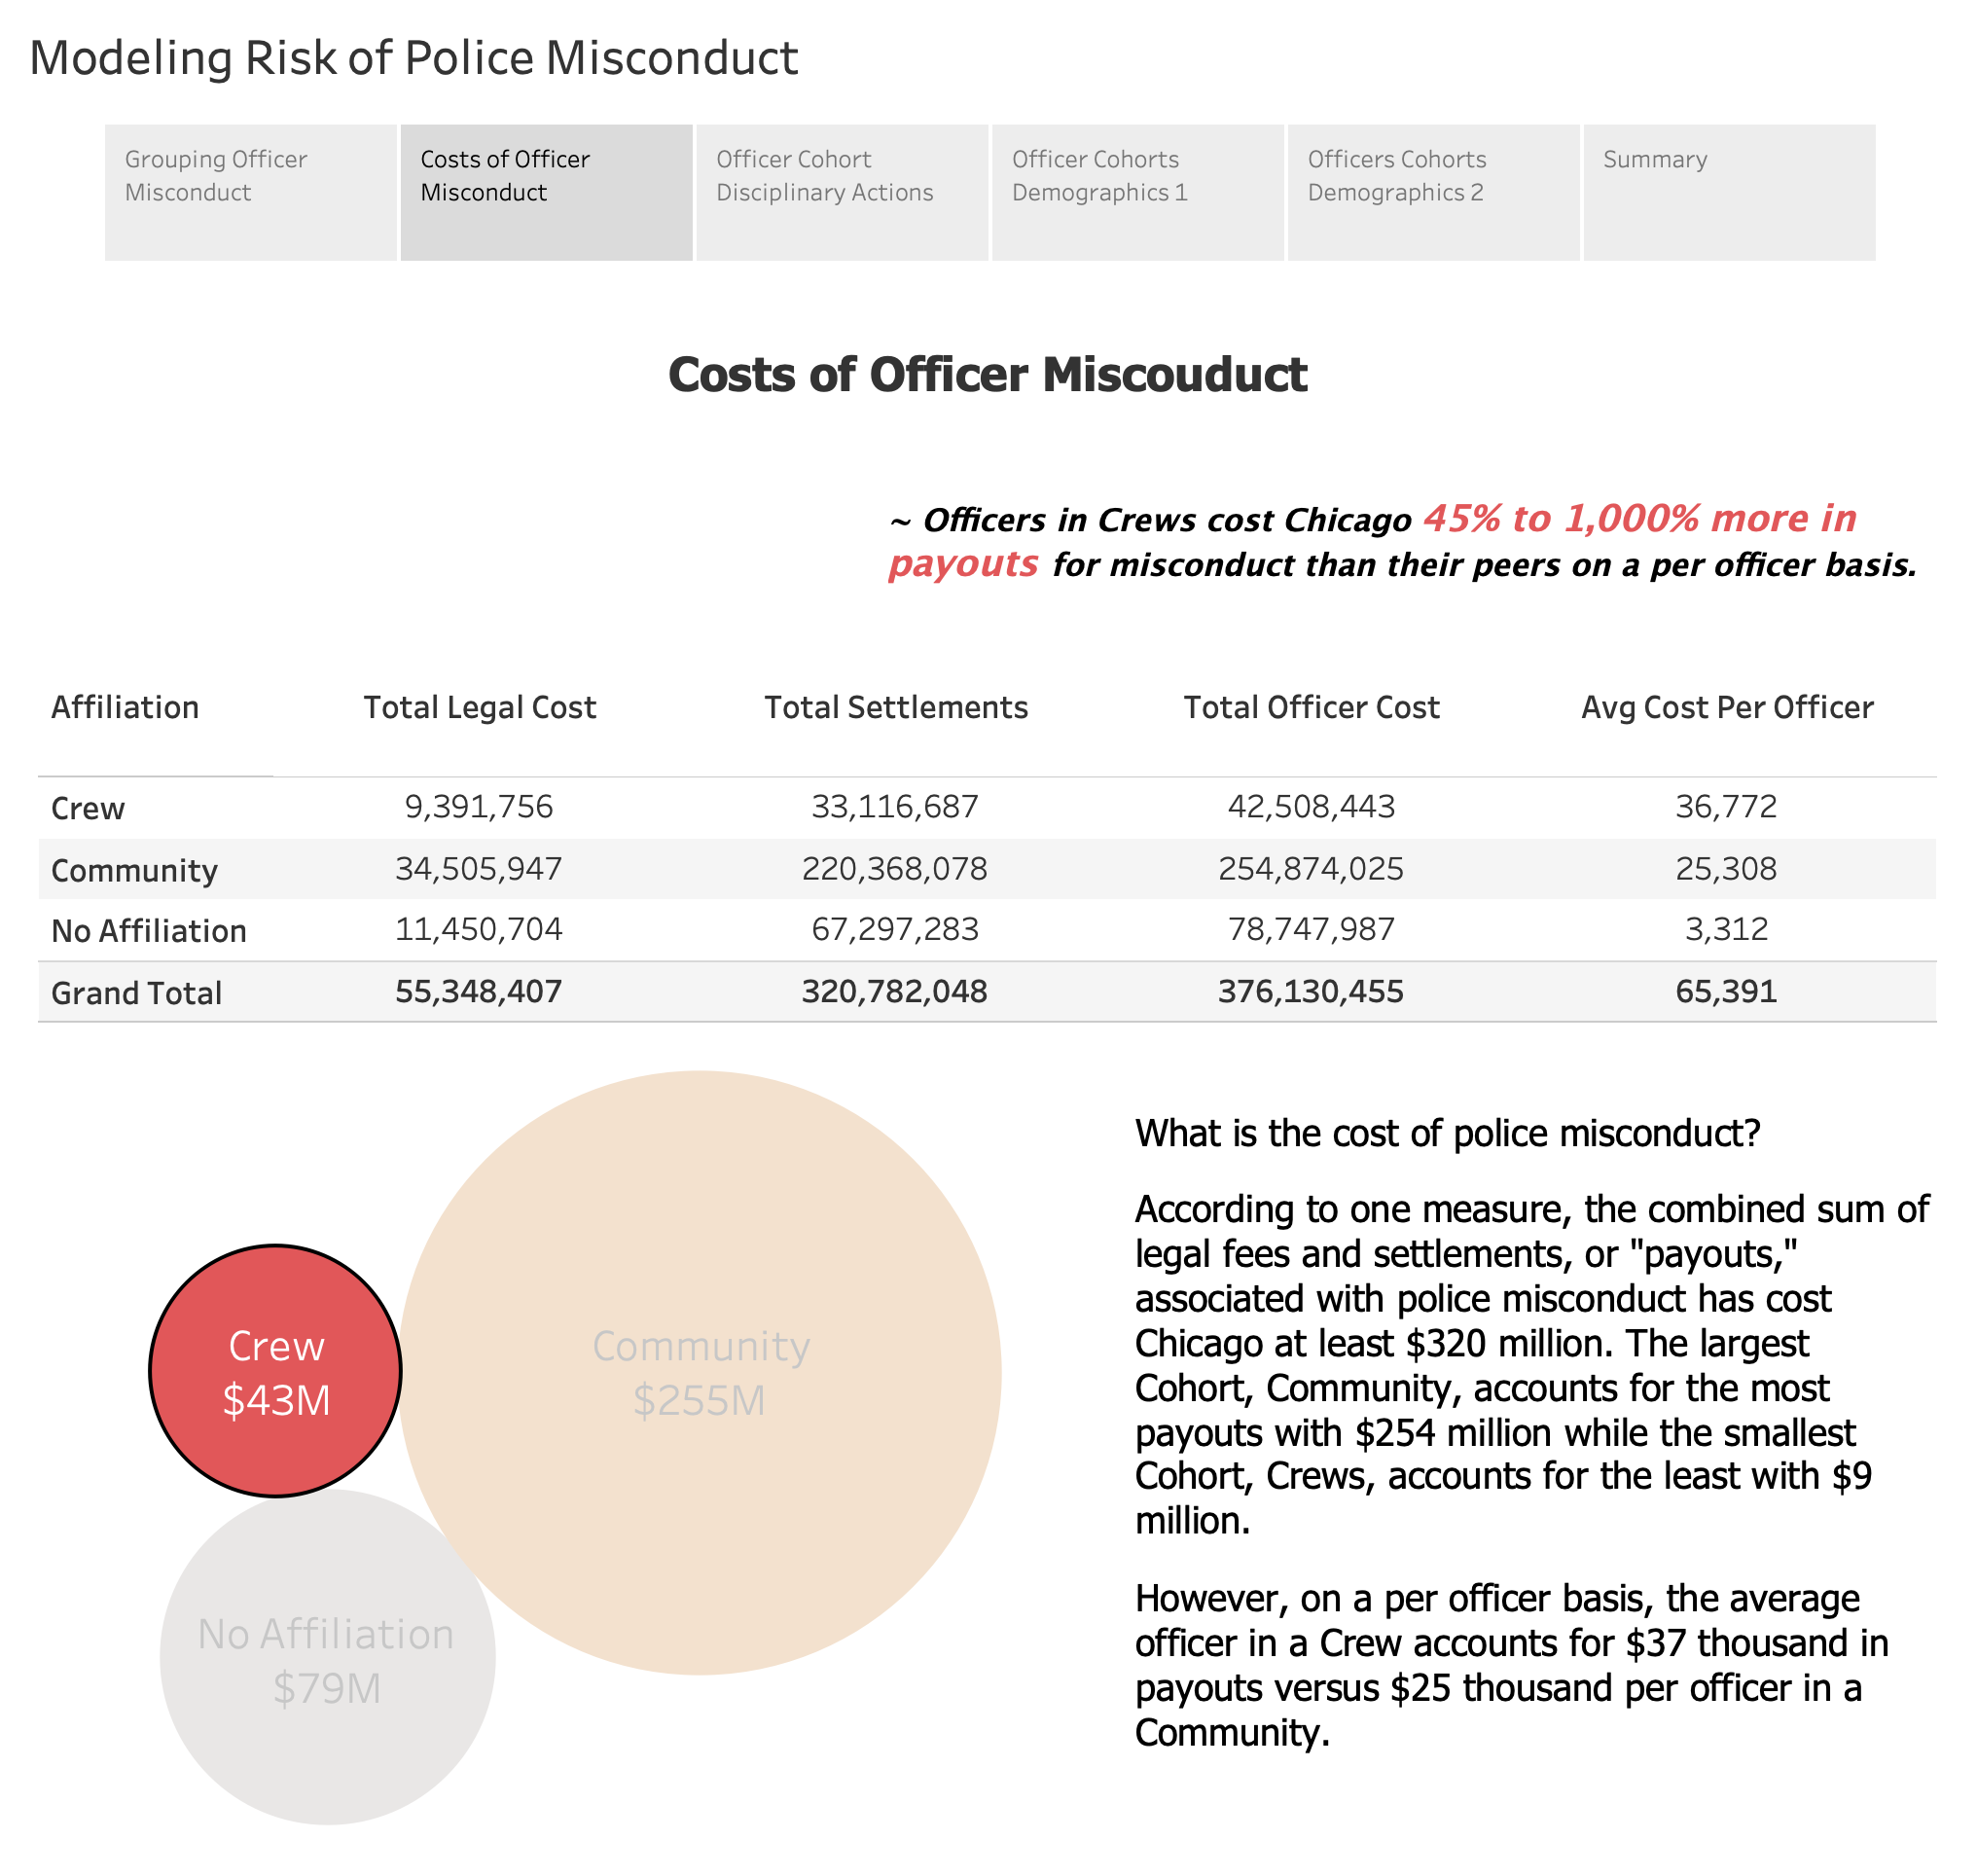 Modeling Risk of Police Misconduct
Grouping Officer
Misconduct
Costs of Officer
Misconduct
Officer Cohort
Disciplinary Actions
Officer Cohorts
Demographics 1
Officers Cohorts
Demographics 2
Summary
Costs of Officer Miscouduct
~ Officers in Crews cost Chicago 45% to 1,000% more in
payouts for misconduct than their peers on a per officer basis.
Affiliation Total Legal Cost Total Settlements Total Officer Cost Avg Cost Per Officer
Crew 9,391,756 33,116,687 42,508,443 36,772
Community 34,505,947 220,368,078 254,874,025 25,308
No Affiliation 11,450,704 67,297,283 78,747,987 3,312
Grand Total 55,348,407 320,782,048 376,130,455 65,391
Crew
$43M
Community
$255M
No Affiliation
$79M
What is the cost of police misconduct?
According to one measure, the combined sum of
legal fees and settlements, or "payouts,"
associated with police misconduct has cost
Chicago at least $320 million. The largest
Cohort, Community, accounts for the most
payouts with $254 million while the smallest
Cohort, Crews, accounts for the least with $9
million.
However, on a per officer basis, the average
officer in a Crew accounts for $37 thousand in
payouts versus $25 thousand per officer in a
Community.